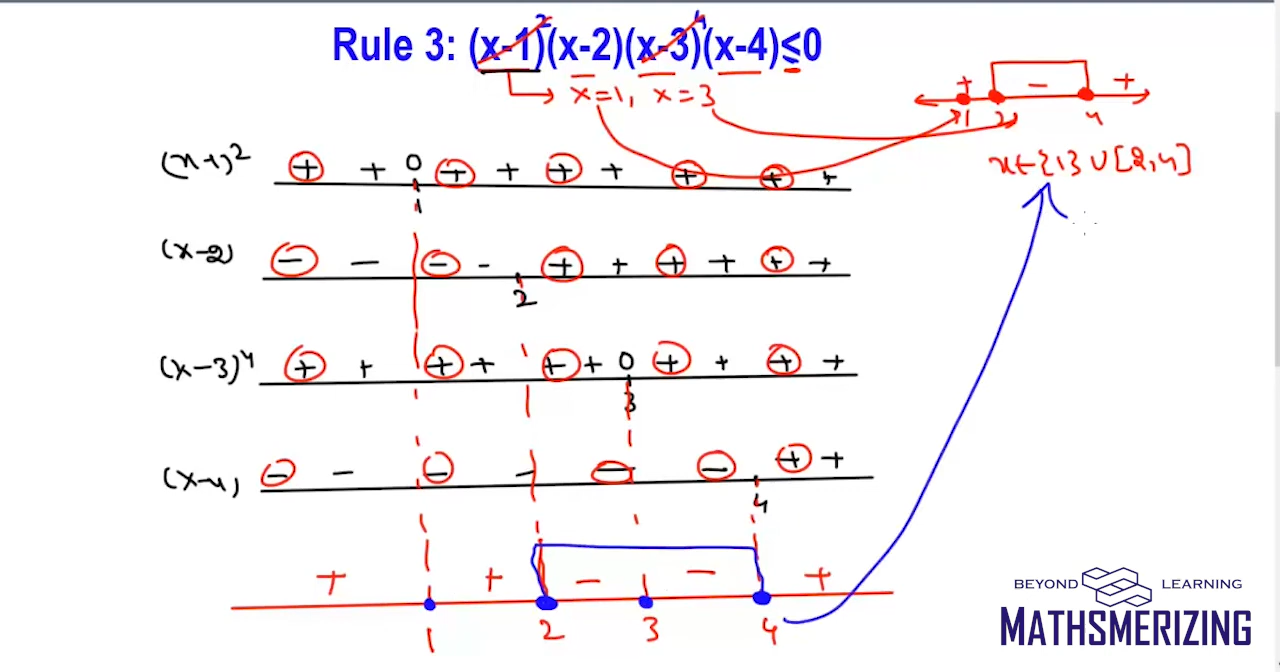 Rule 3: (x-1)²(x-2)(x-3)⁴(x-4)≤0
x=1, x=3
+ − +
1 2 4
x∈{1}∪[2,4]
(x-1)² + + 0 + + + + + + +
1
(x-2) − − − - + + + + + +
2
(x-3)⁴ + + + + + + 0 + + + +
3
(x-4) − − − - − − + +
4
+ + − − +
1 2 3 4
BEYOND LEARNING
MATHSMERIZING